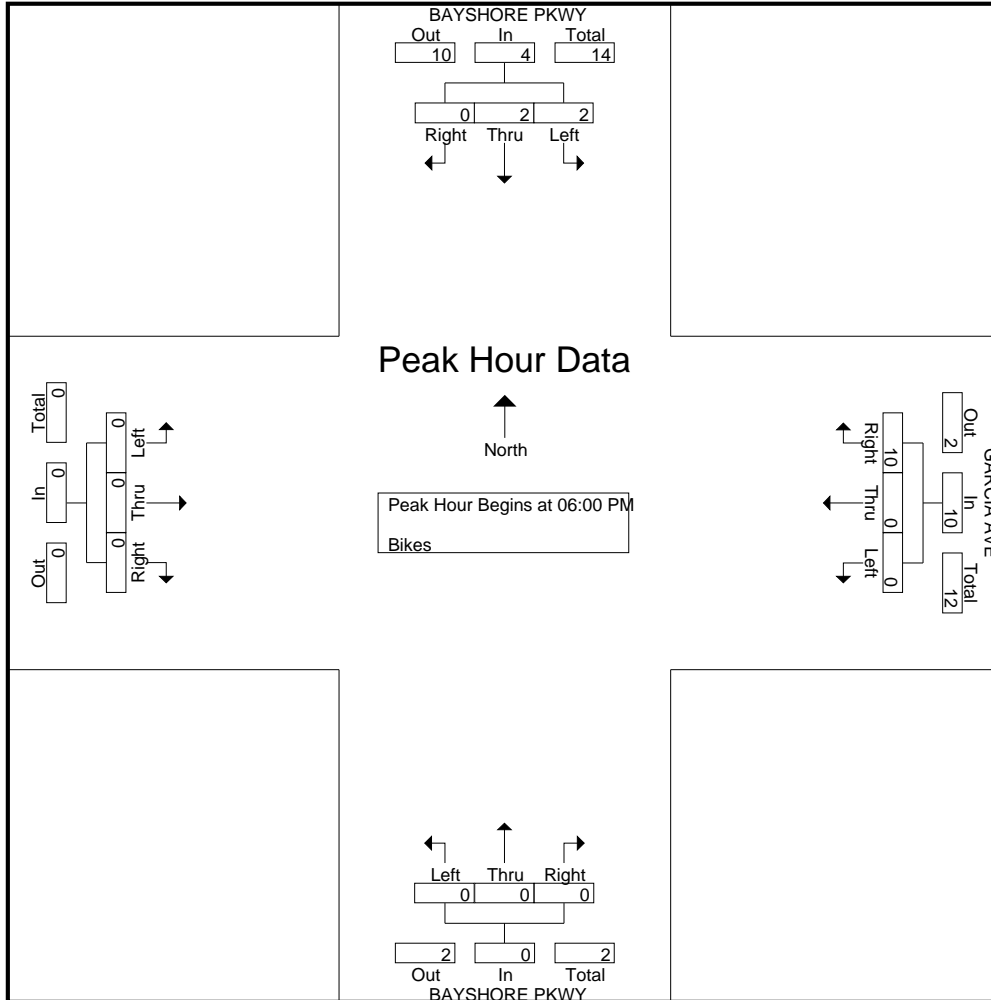 BAYSHORE PKWY
Out In Total
10 4 14
0 2 2
Right Thru Left
Peak Hour Data
North
Peak Hour Begins at 06:00 PM
Bikes
Total 0
In 0
Out 0
Left 0
Thru 0
Right 0
Right 10
Thru 0
Left 0
Out 2
In 10
Total 12
GARCIA AVE
Left Thru Right
0 0 0
2 0 2
Out In Total
BAYSHORE PKWY